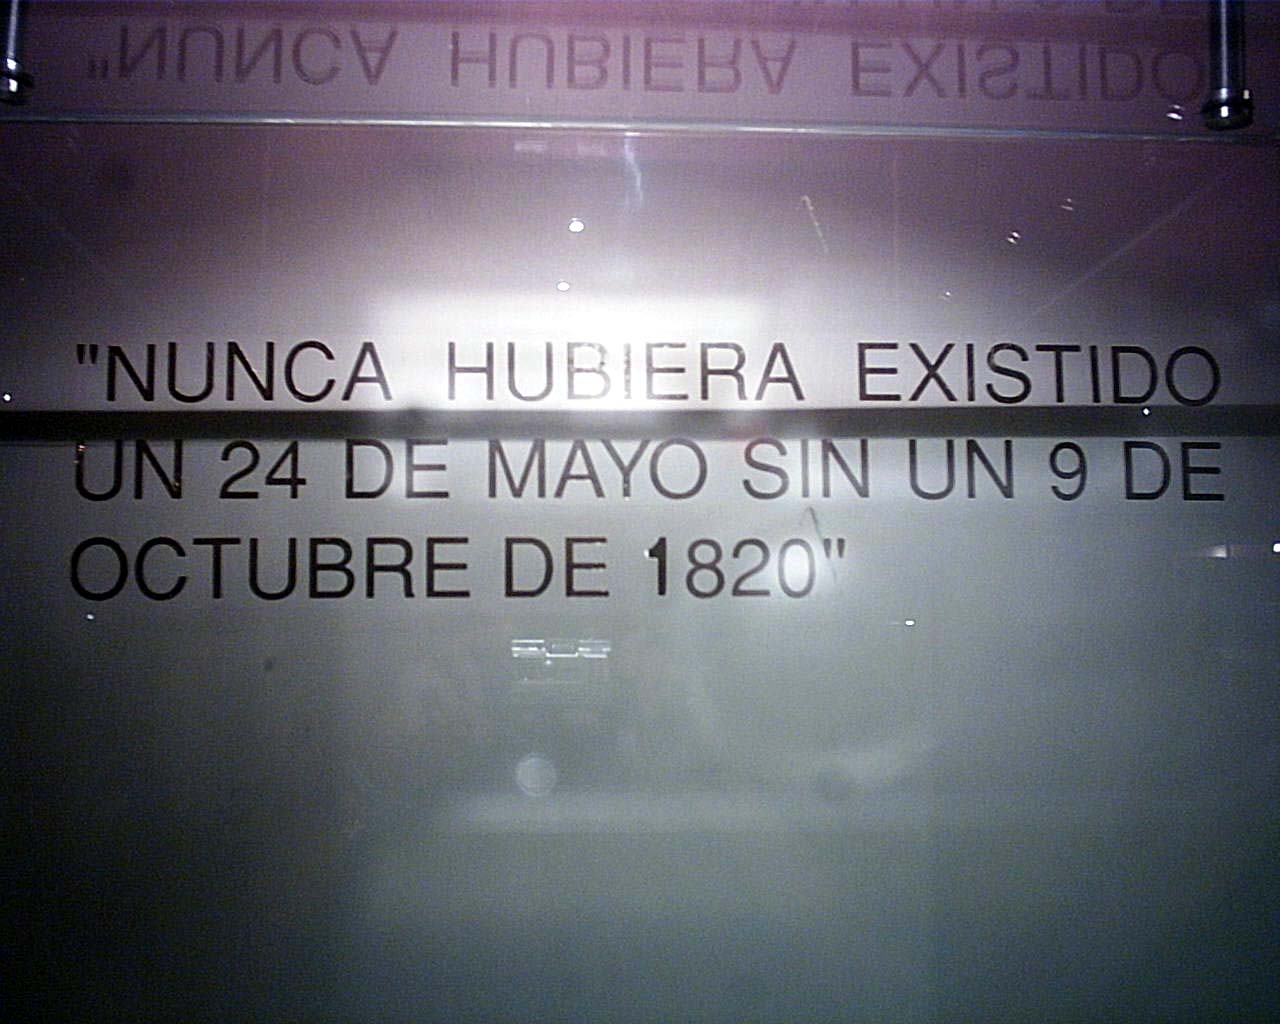 "NUNCA HUBIERA EXISTIDO
UN 24 DE MAYO SIN UN 9 DE
OCTUBRE DE 1820"